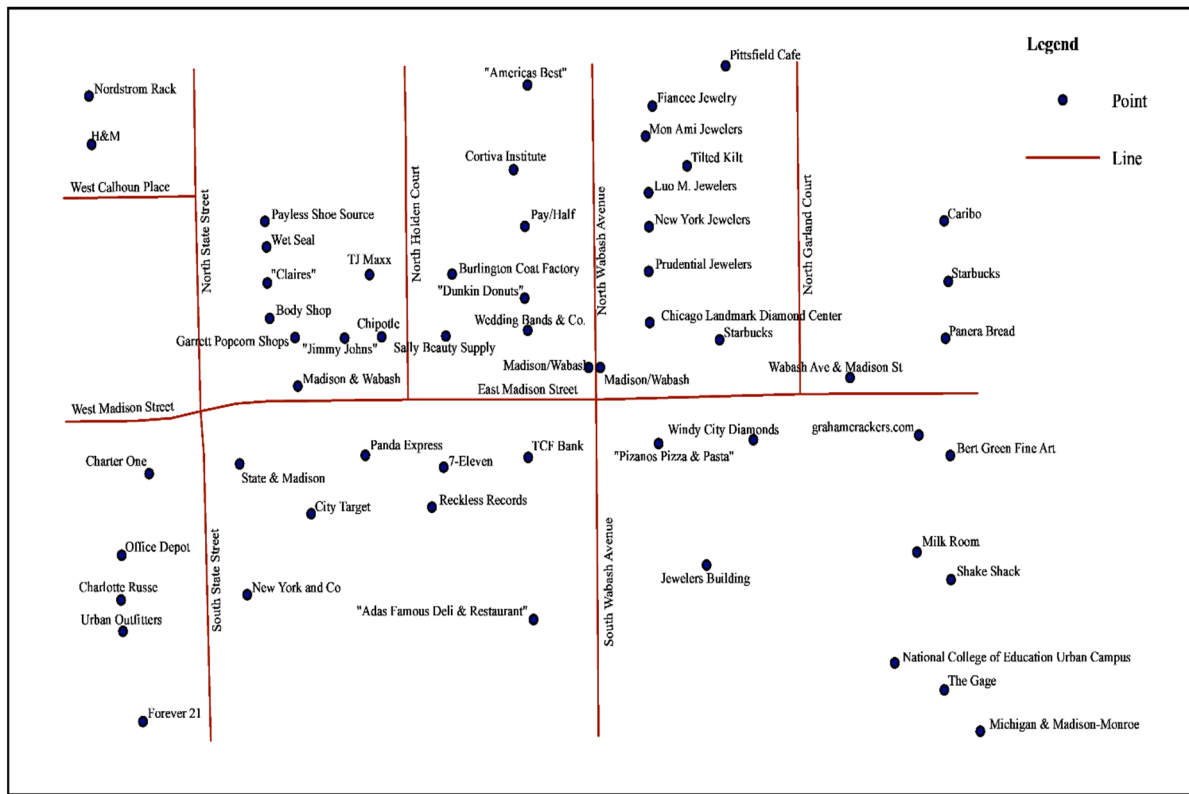 Legend
Point
Line
Pittsfield Cafe
"Americas Best"
Nordstrom Rack
Fiancee Jewelry
H&M
Mon Ami Jewelers
Cortiva Institute
Tilted Kilt
West Calhoun Place
Luo M. Jewelers
North State Street
North Holden Court
North Wabash Avenue
North Garland Court
Payless Shoe Source
Pay/Half
New York Jewelers
Caribo
Wet Seal
TJ Maxx
"Claires"
Burlington Coat Factory
Prudential Jewelers
Starbucks
"Dunkin Donuts"
Body Shop
Wedding Bands & Co.
Chicago Landmark Diamond Center
Garrett Popcorn Shops
"Jimmy Johns"
Chipotle
Sally Beauty Supply
Starbucks
Panera Bread
Madison & Wabash
Madison/Wabash
Madison/Wabash
Wabash Ave & Madison St
East Madison Street
West Madison Street
Windy City Diamonds
grahamcrackers.com
Charter One
Panda Express
TCF Bank
"Pizanos Pizza & Pasta"
Bert Green Fine Art
State & Madison
7-Eleven
City Target
Reckless Records
Office Depot
Milk Room
South State Street
South Wabash Avenue
Jewelers Building
Shake Shack
Charlotte Russe
New York and Co
Urban Outfitters
"Adas Famous Deli & Restaurant"
National College of Education Urban Campus
The Gage
Forever 21
Michigan & Madison-Monroe